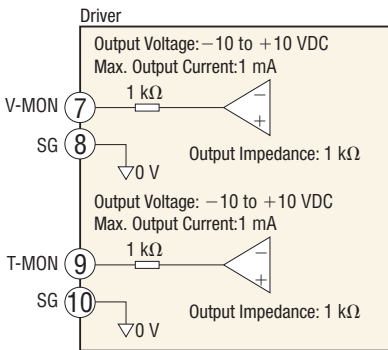 Driver
Output Voltage: −10 to +10 VDC
Max. Output Current:1 mA
1 kΩ
V-MON 7
−
+
SG 8
0 V
Output Impedance: 1 kΩ
Output Voltage: −10 to +10 VDC
Max. Output Current:1 mA
1 kΩ
T-MON 9
−
+
SG 10
0 V
Output Impedance: 1 kΩ